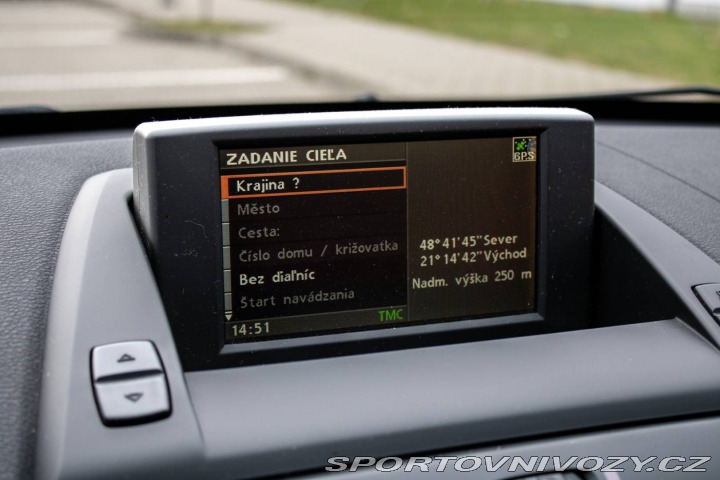 ZADANIE CIEĽA
GPS
Krajina ?
Město
Cesta:
Číslo domu / križovatka
Bez diaľníc
Štart navádzania
48°41'45"Sever
21°14'42"Východ
Nadm. výška 250 m
14:51
TMC
SPORTOVNIVOZY.CZ